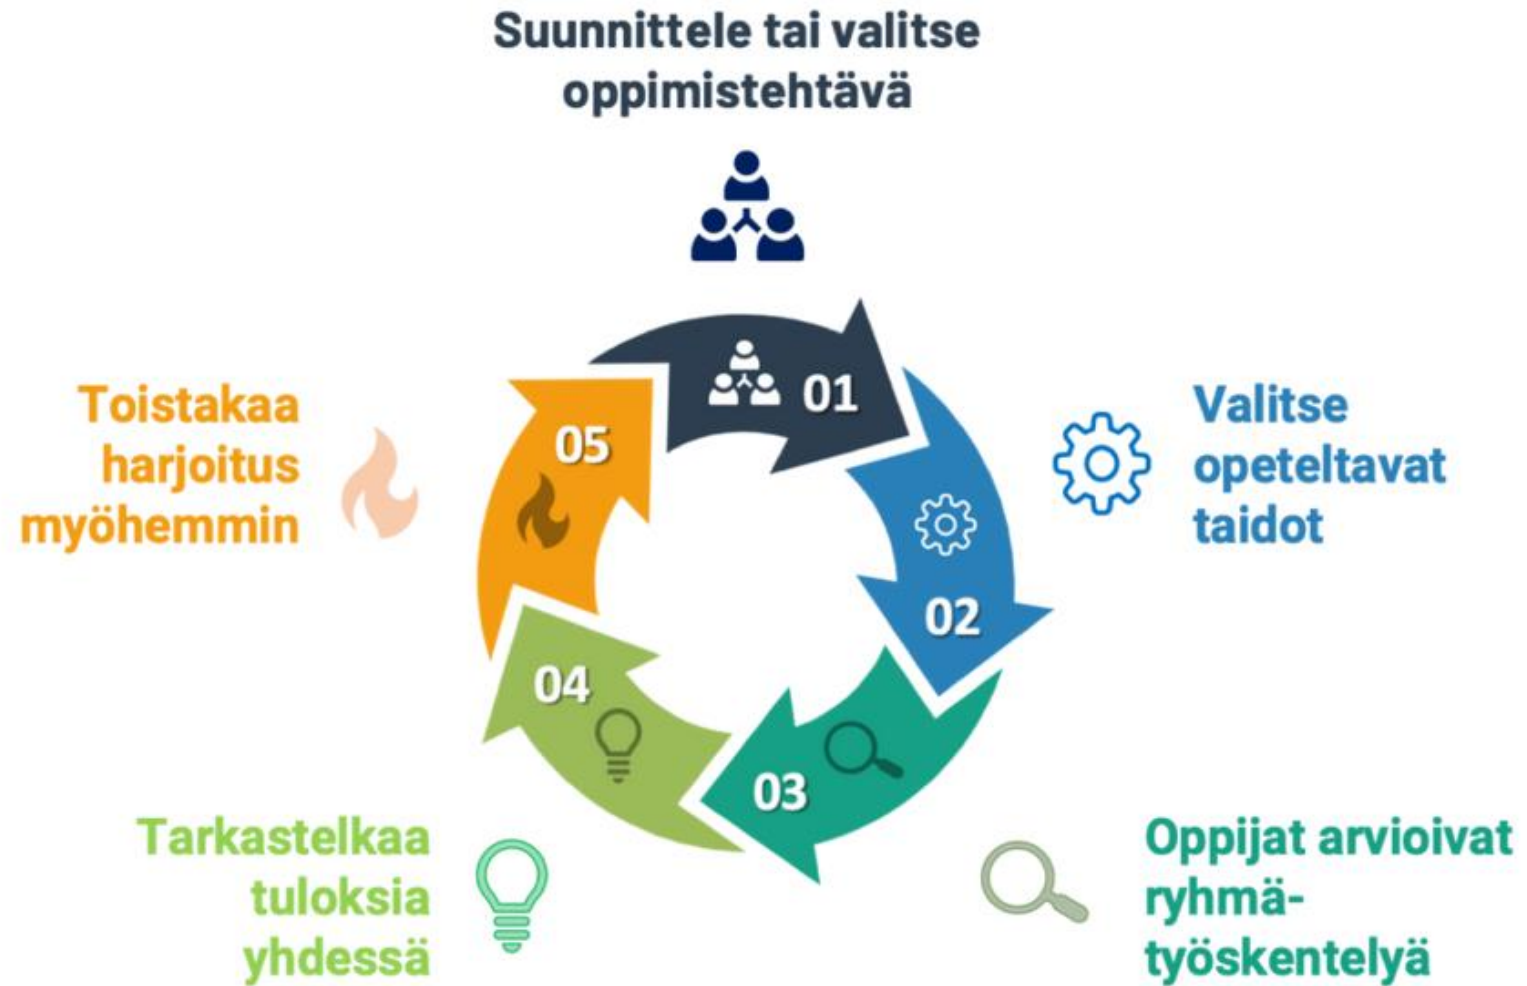 Suunnittele tai valitse
oppimistehtävä
01
Valitse
opeteltavat
taidot
02
Oppijat arvioivat
ryhmä-
työskentelyä
03
Tarkastelkaa
tuloksia
yhdessä
04
Toistakaa
harjoitus
myöhemmin
05